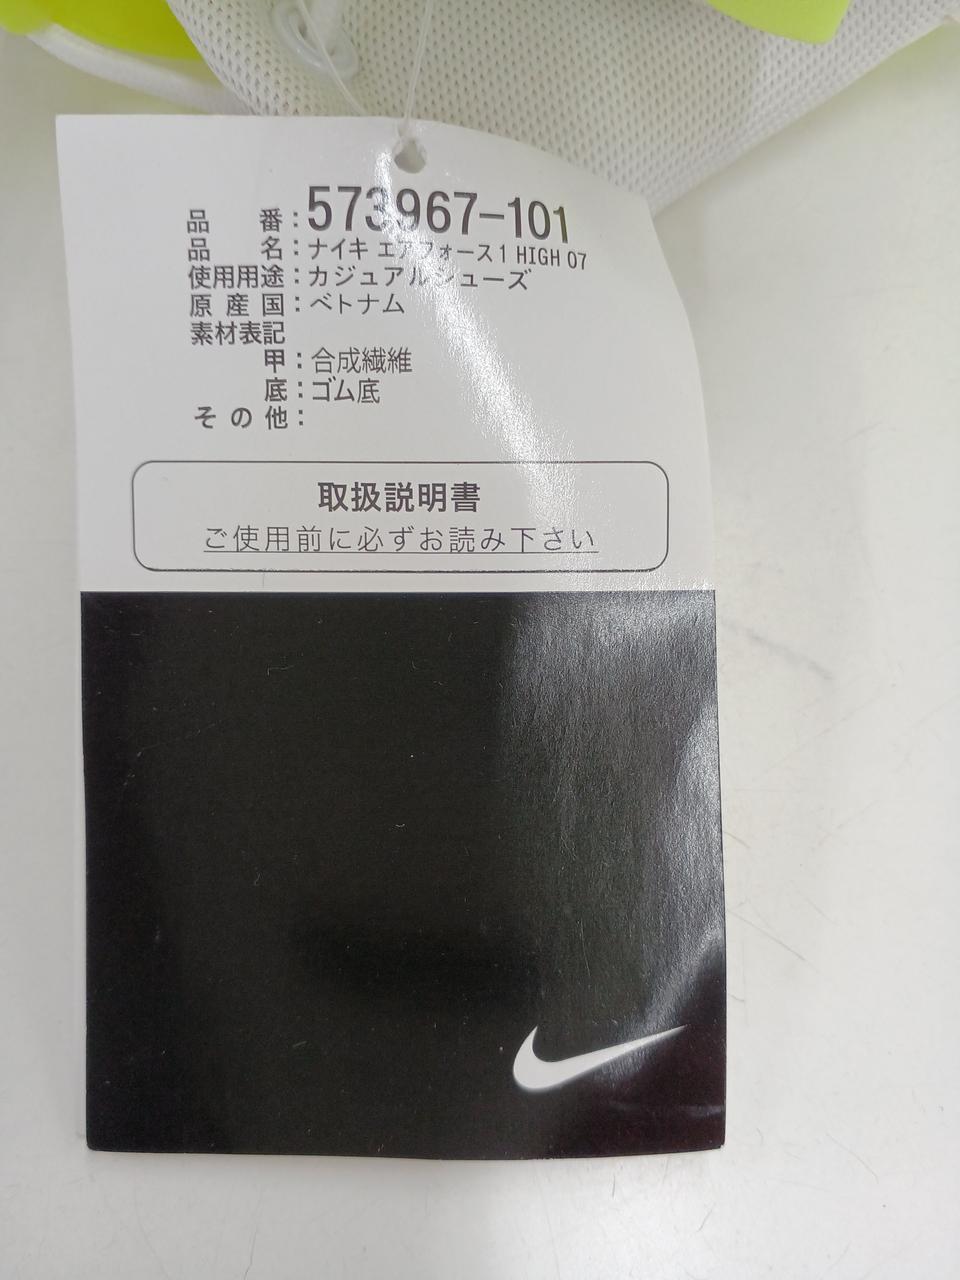 品番:573967-101
品名:ナイキ エアフォース1 HIGH 07
使用用途:カジュアルシューズ
原産国:ベトナム
素材表記
甲:合成繊維
底:ゴム底
その他:
取扱説明書
ご使用前に必ずお読み下さい